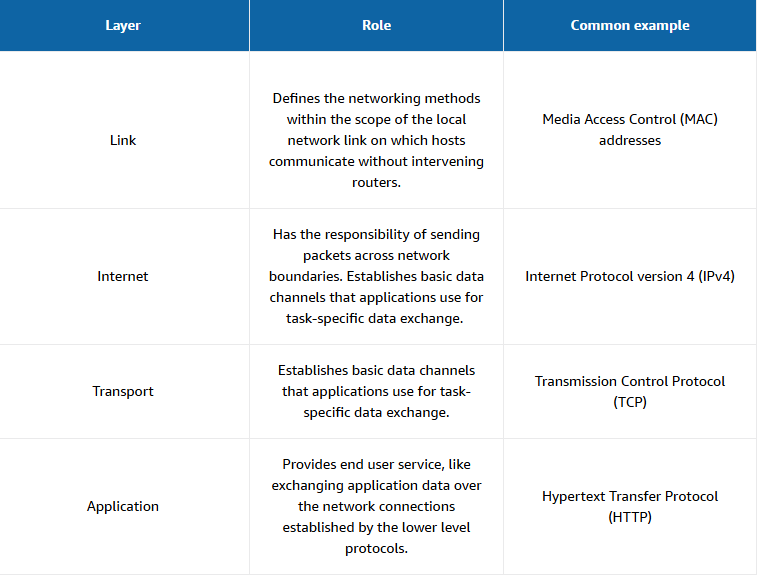 Layer
Role
Common example
Link
Defines the networking methods
within the scope of the local
network link on which hosts
communicate without intervening
routers.
Media Access Control (MAC)
addresses
Internet
Has the responsibility of sending
packets across network
boundaries. Establishes basic data
channels that applications use for
task-specific data exchange.
Internet Protocol version 4 (IPv4)
Transport
Establishes basic data channels
that applications use for task-
specific data exchange.
Transmission Control Protocol
(TCP)
Application
Provides end user service, like
exchanging application data over
the network connections
established by the lower level
protocols.
Hypertext Transfer Protocol
(HTTP)